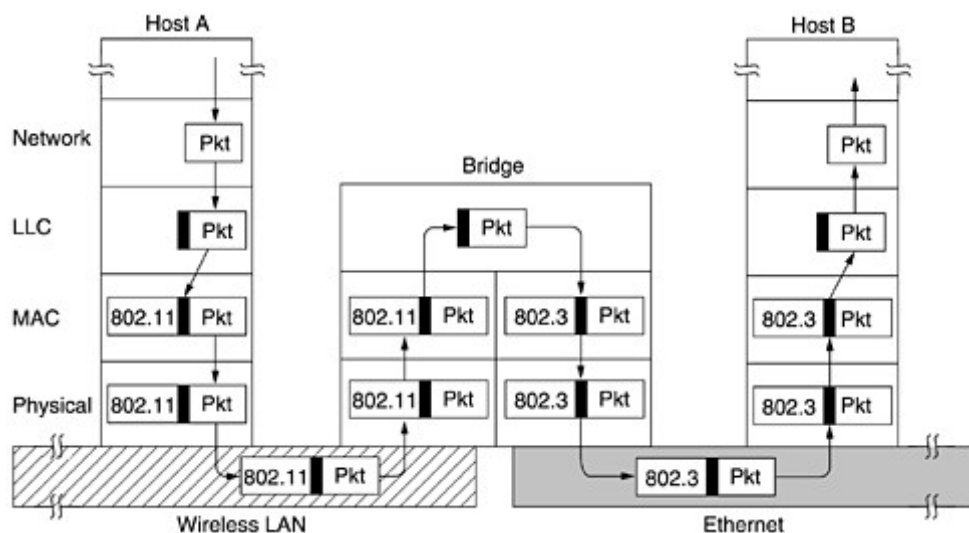 Host A
Host B
Network
Pkt
Pkt
Bridge
LLC
Pkt
Pkt
Pkt
MAC
802.11 Pkt
802.11 Pkt
802.3 Pkt
802.3 Pkt
Physical
802.11 Pkt
802.11 Pkt
802.3 Pkt
802.3 Pkt
802.11 Pkt
802.3 Pkt
Wireless LAN
Ethernet